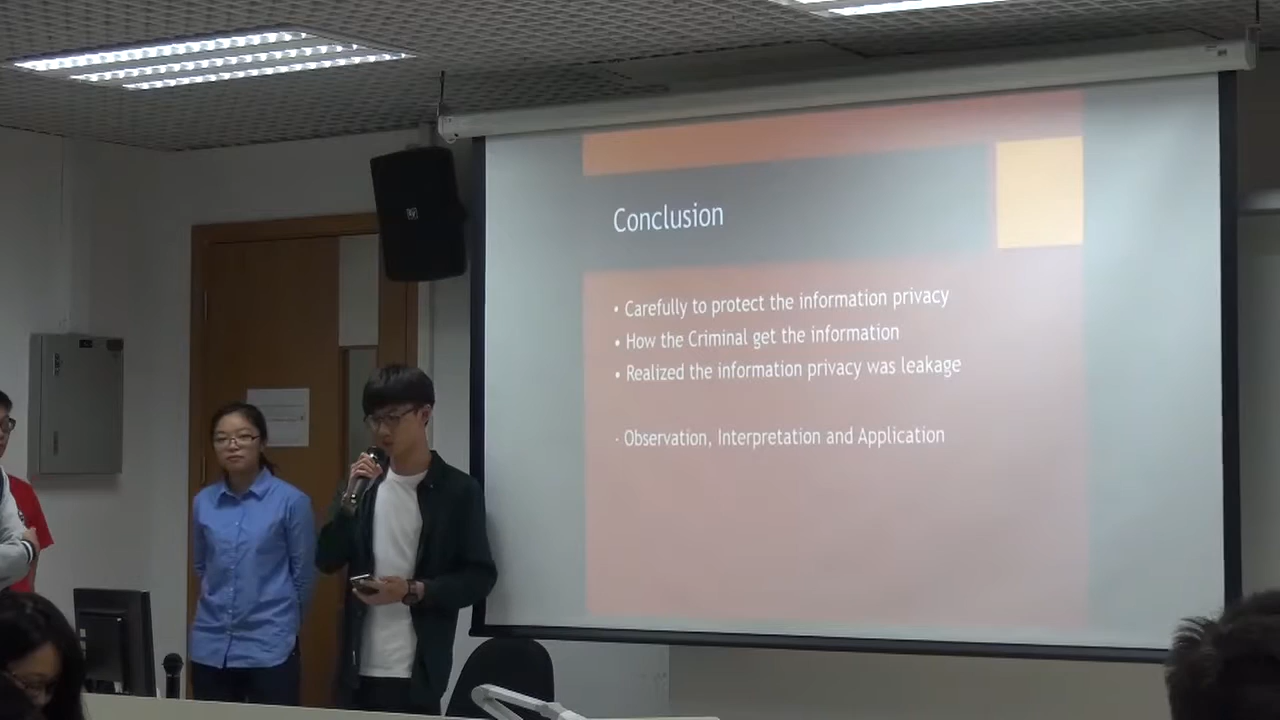 Conclusion
• Carefully to protect the information privacy
• How the Criminal get the information
• Realized the information privacy was leakage
· Observation, Interpretation and Application